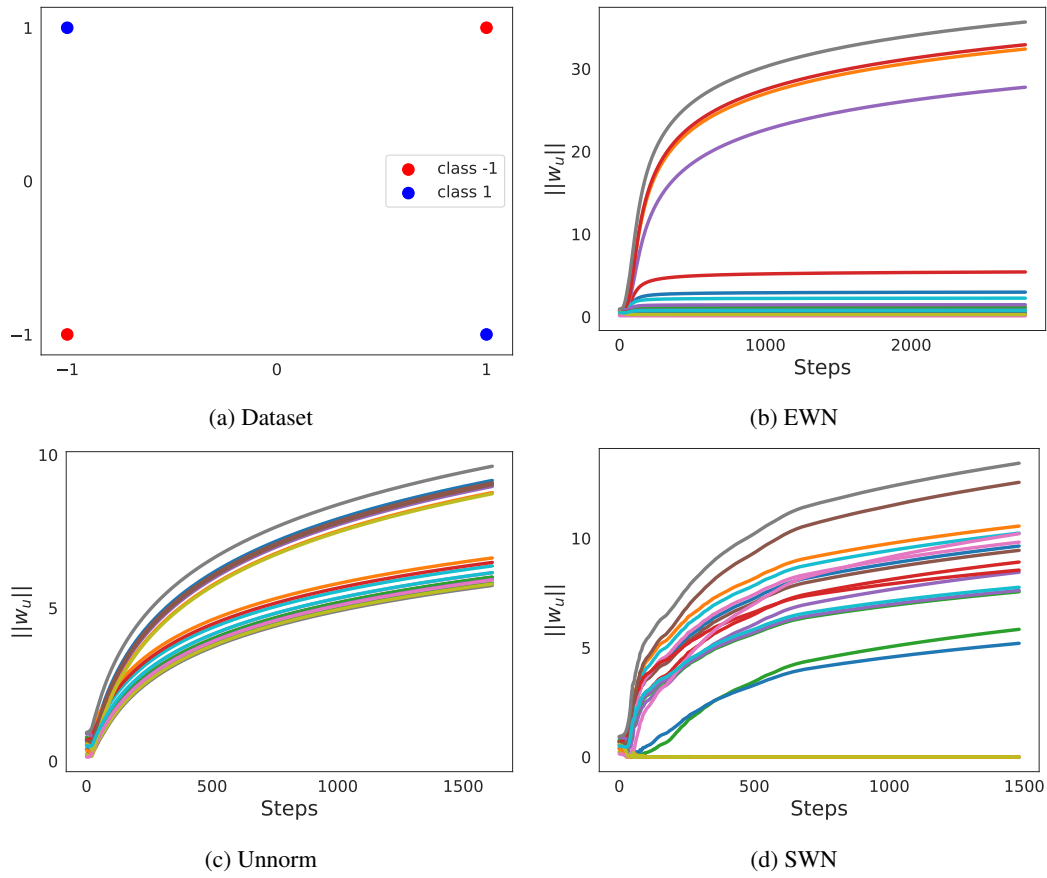 1
0
−1
−1
0
1
class -1
class 1
(a) Dataset
||w_u||
30
20
10
0
0
1000
2000
Steps
(b) EWN
||w_u||
10
5
0
0
500
1000
1500
Steps
(c) Unnorm
||w_u||
10
5
0
0
500
1000
1500
Steps
(d) SWN